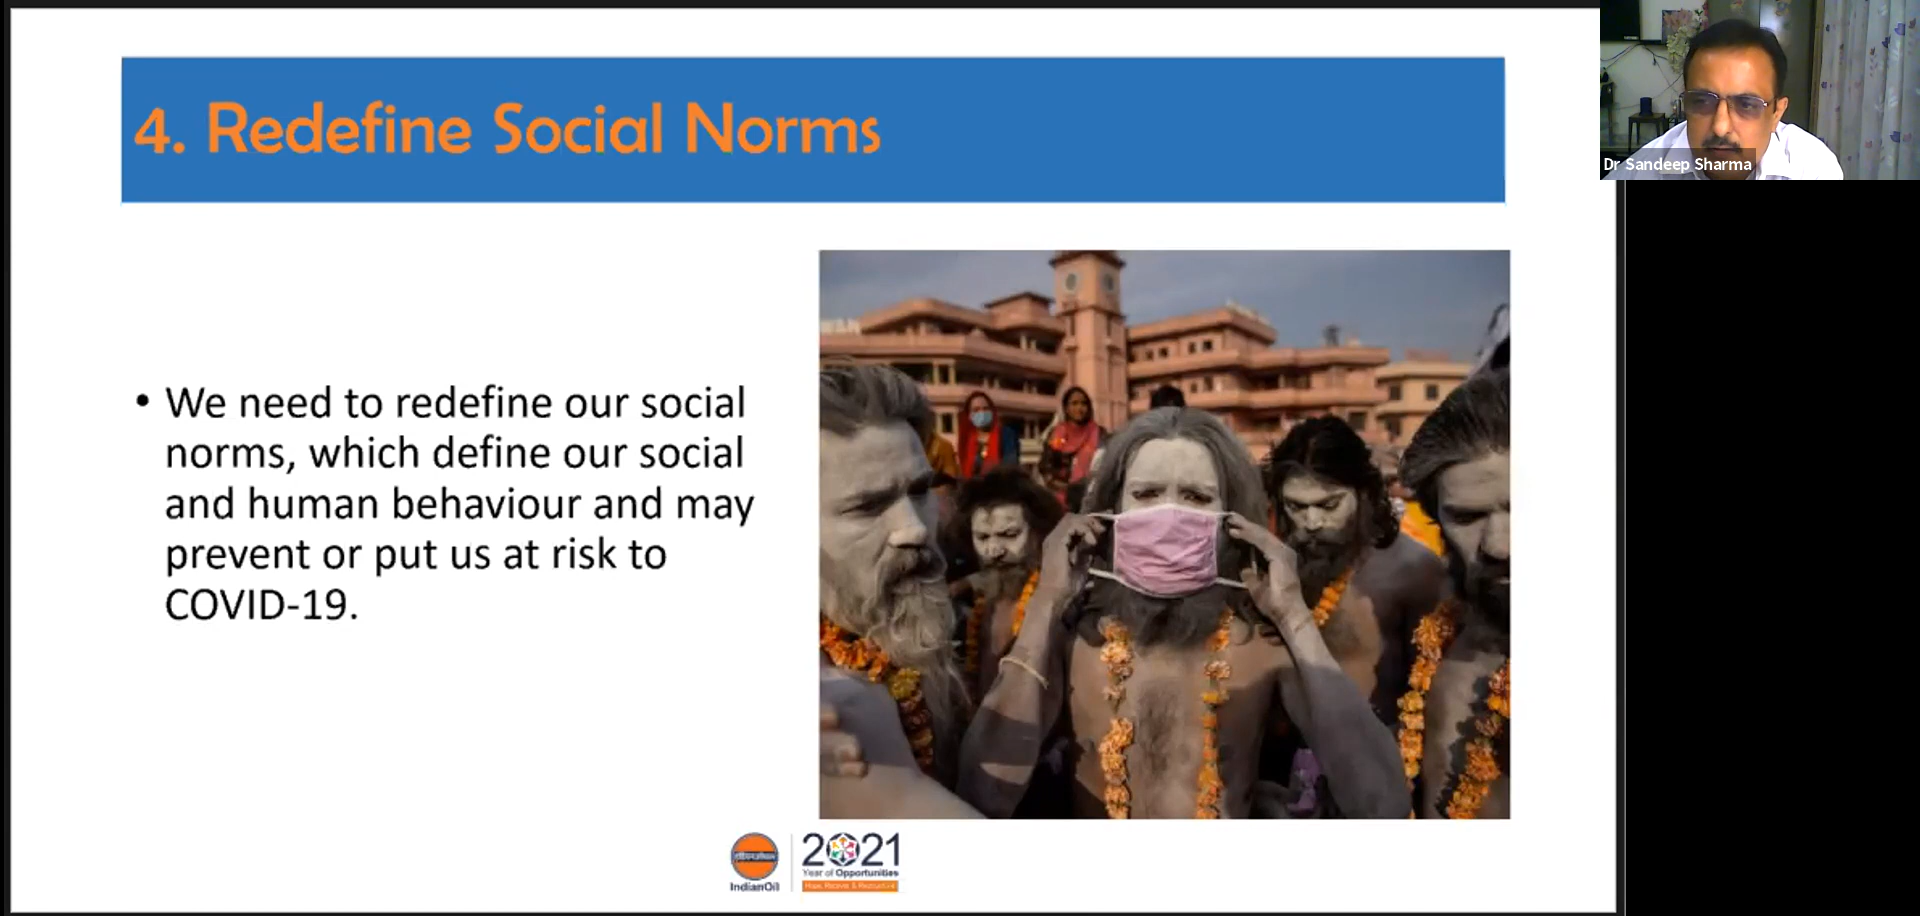 4. Redefine Social Norms
Dr Sandeep Sharma
• We need to redefine our social
norms, which define our social
and human behaviour and may
prevent or put us at risk to
COVID-19.
IndianOil
2021
Year of Opportunities